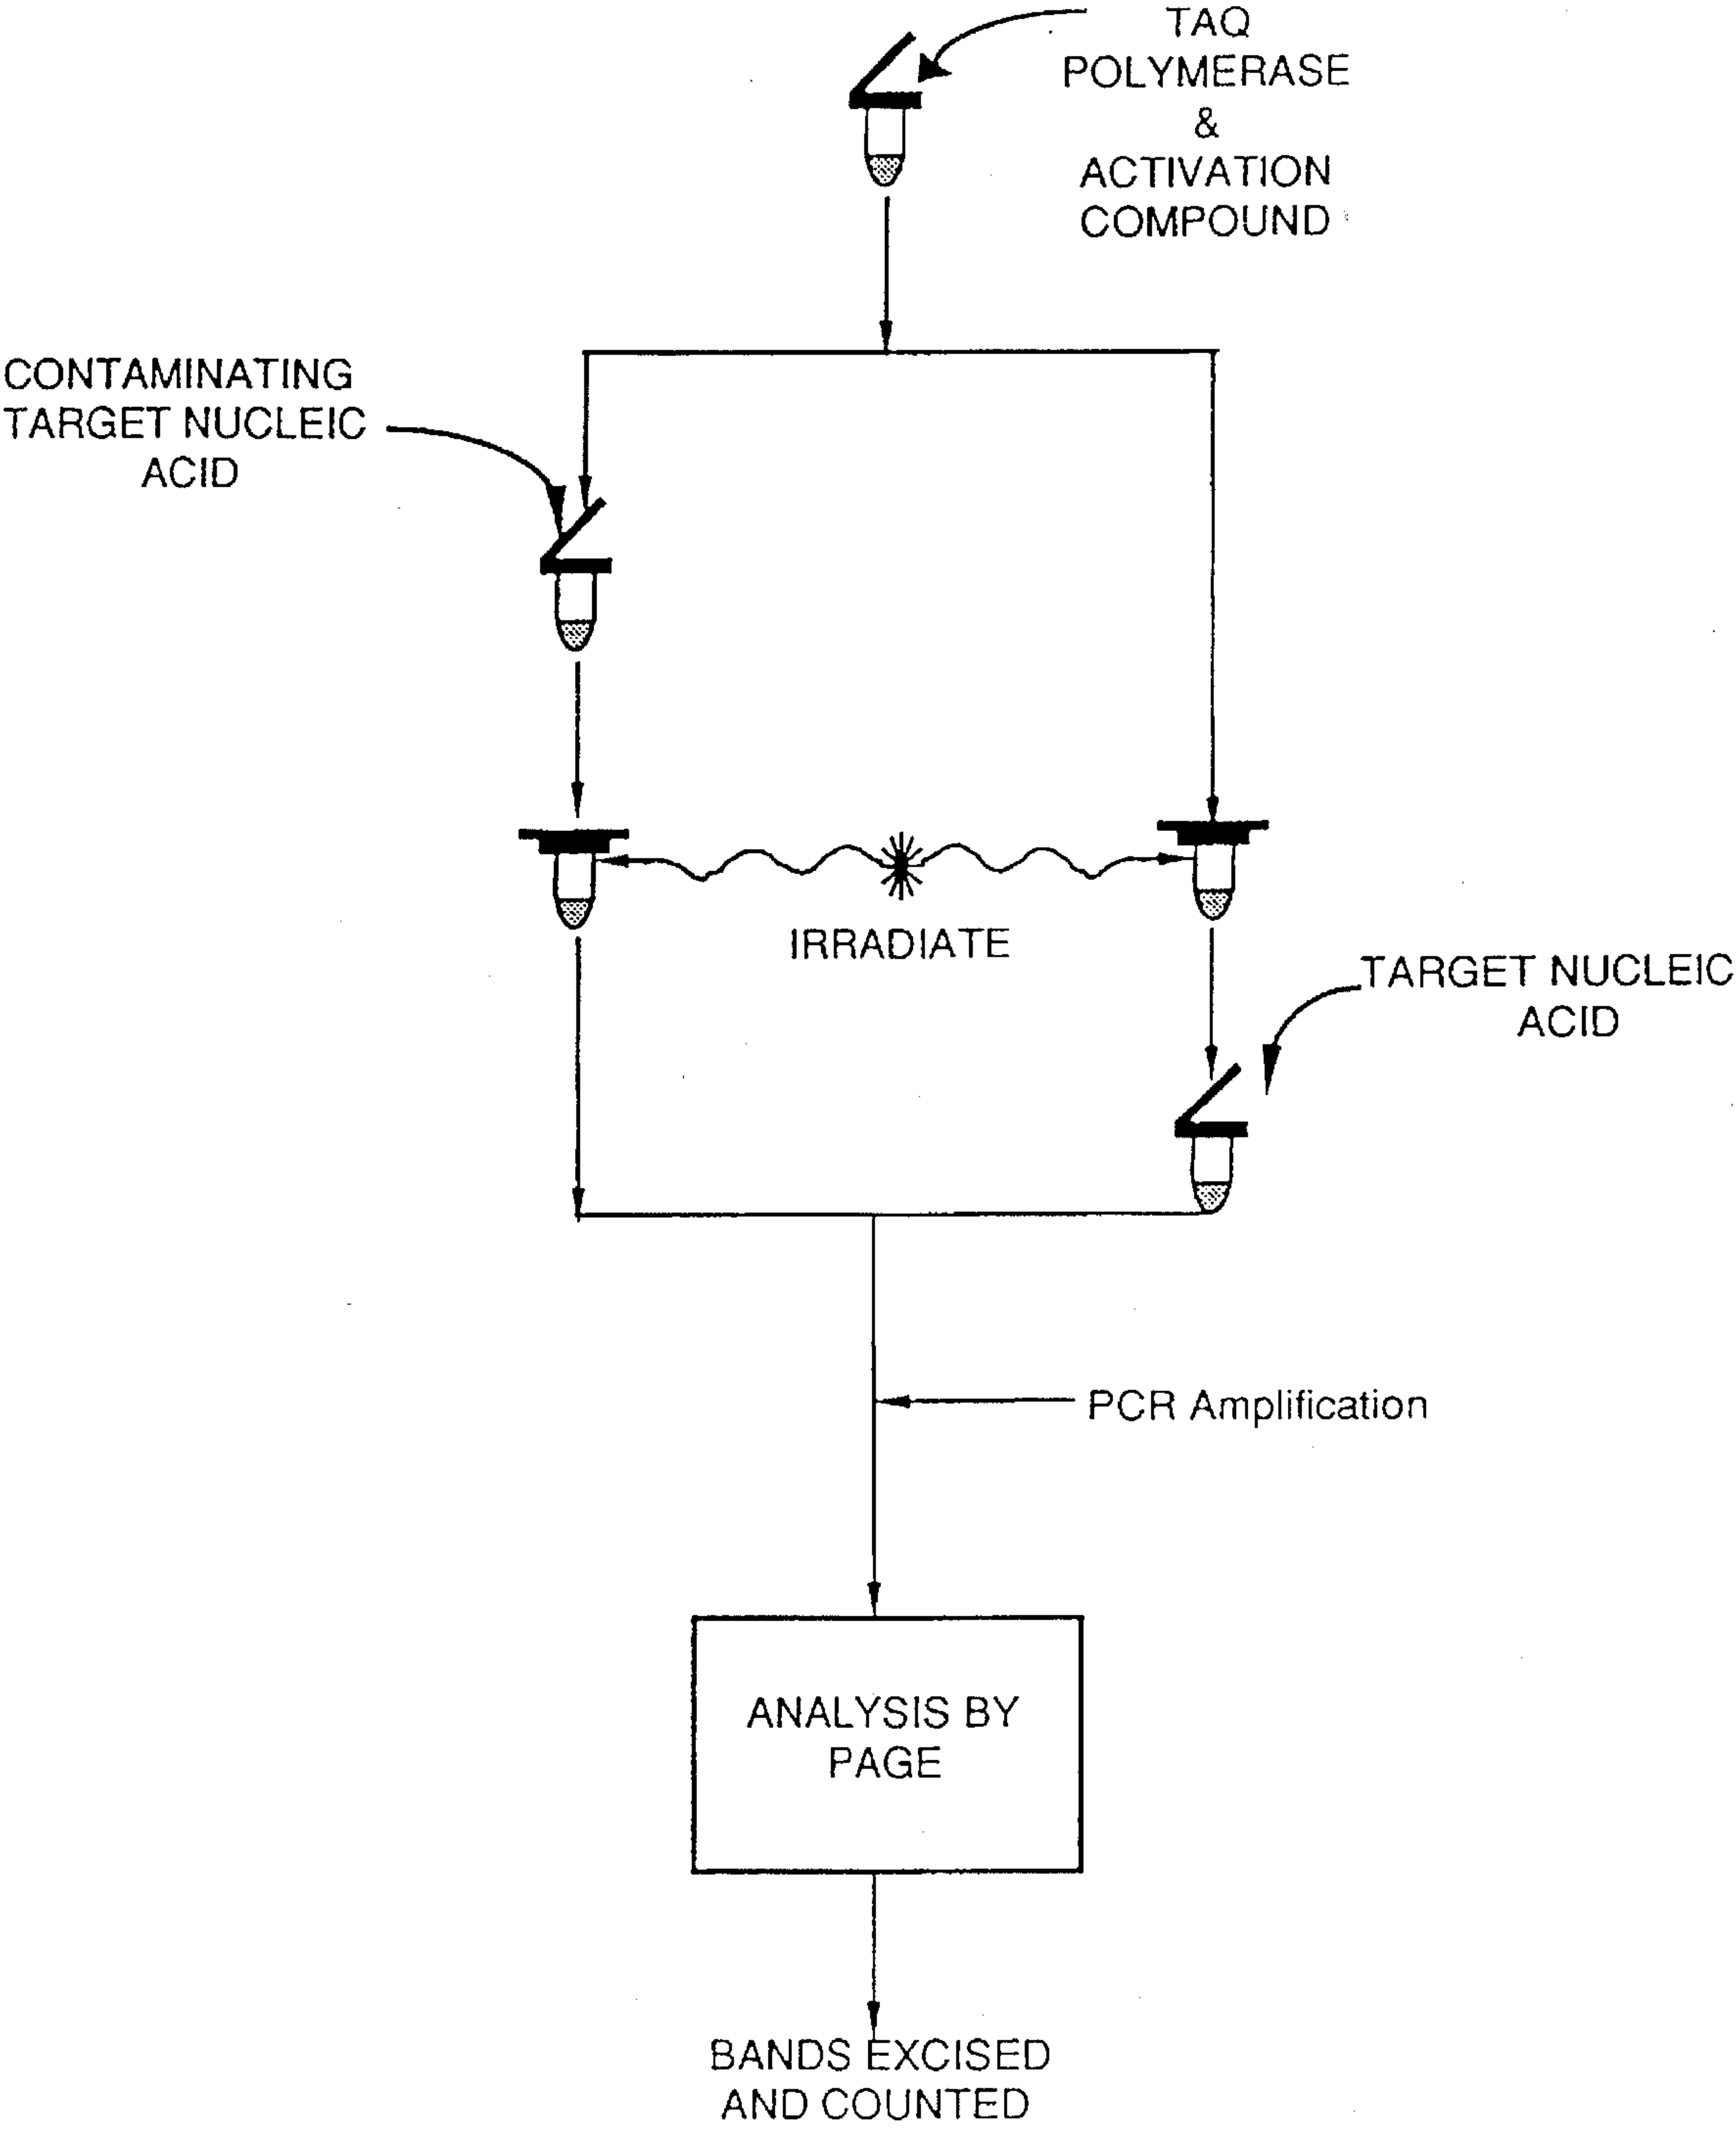 TAQ
POLYMERASE
&
ACTIVATION
COMPOUND
CONTAMINATING
TARGET NUCLEIC
ACID
IRRADIATE
TARGET NUCLEIC
ACID
PCR Amplification
ANALYSIS BY
PAGE
BANDS EXCISED
AND COUNTED